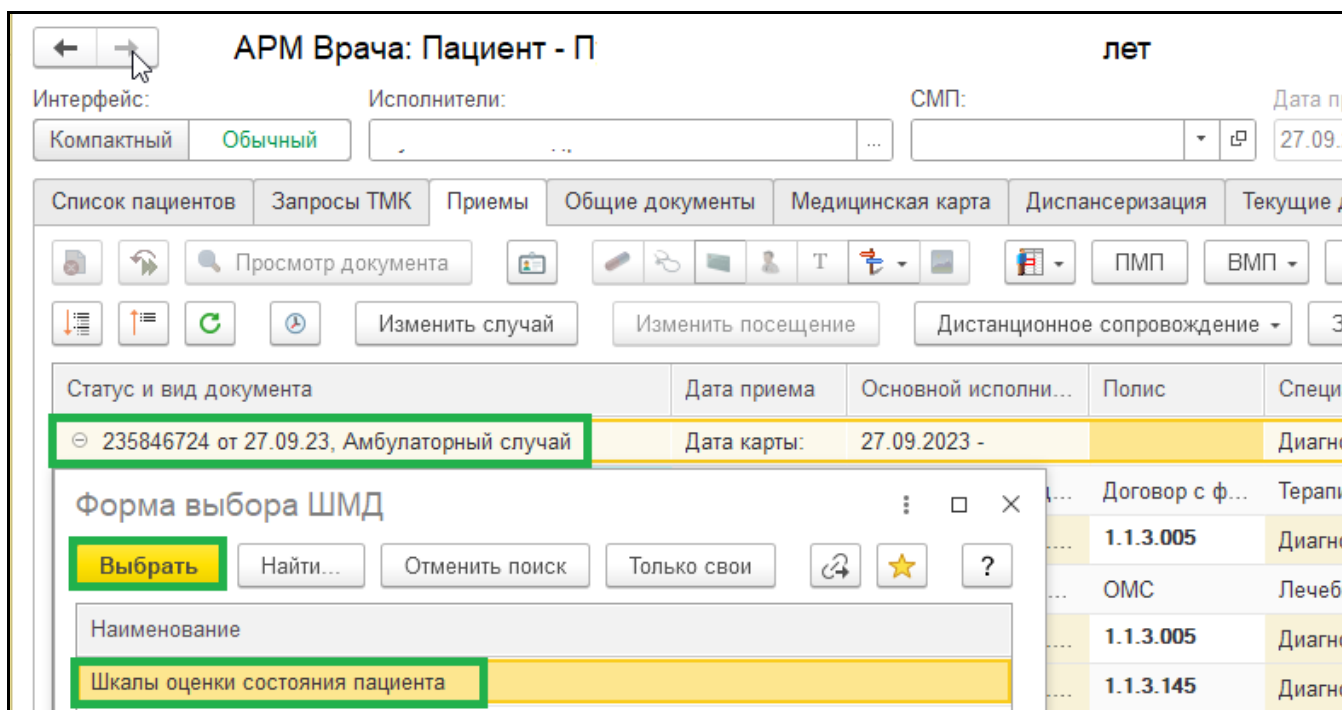 АРМ Врача: Пациент - П лет
Интерфейс: Исполнители: СМП: Дата п
Компактный Обычный ... 27.09.
Список пациентов Запросы ТМК Приемы Общие документы Медицинская карта Диспансеризация Текущие
Просмотр документа Т ПМП ВМП
Изменить случай Изменить посещение Дистанционное сопровождение
Статус и вид документа Дата приема Основной исполни... Полис Специ
235846724 от 27.09.23, Амбулаторный случай Дата карты: 27.09.2023 - Диагно
Форма выбора ШМД
Договор с ф... Терапи
Выбрать Найти... Отменить поиск Только свои ?
1.1.3.005 Диагно
ОМС Лечеб
Наименование
1.1.3.005 Диагно
Шкалы оценки состояния пациента
1.1.3.145 Диагно